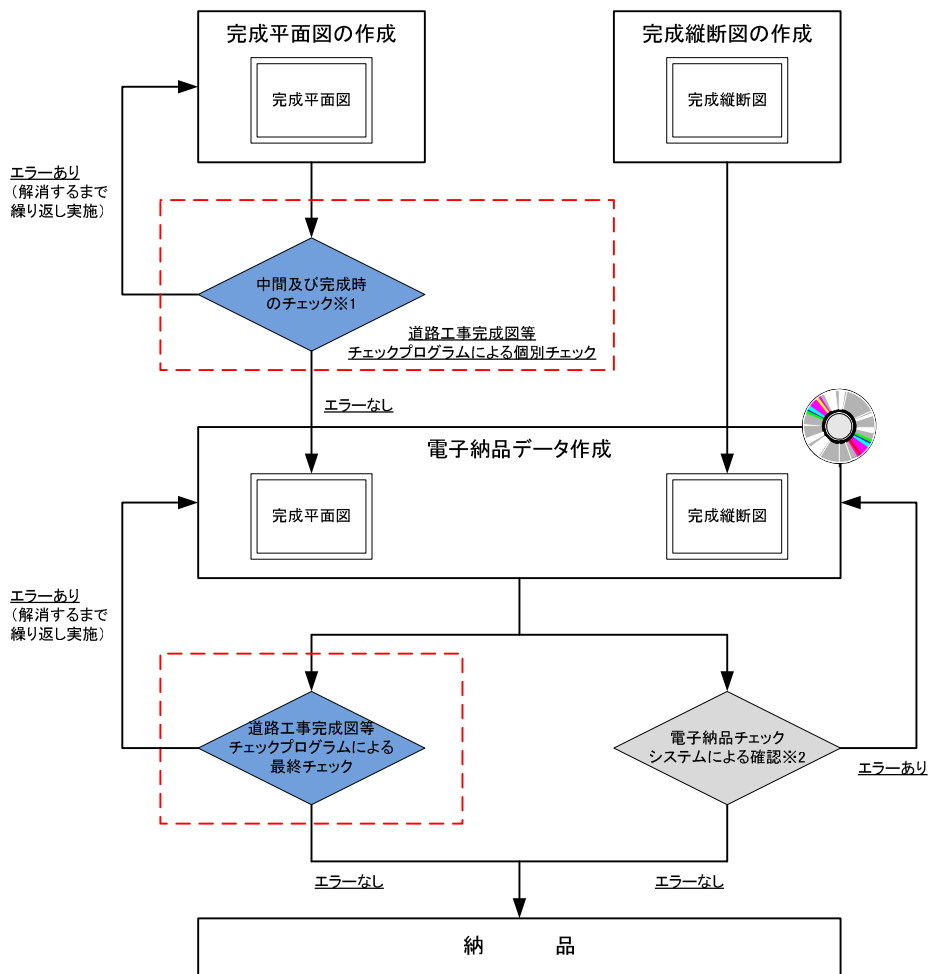 完成平面図の作成
完成平面図
完成縦断図の作成
完成縦断図
エラーあり
（解消するまで
繰り返し実施）
中間及び完成時
のチェック※1
道路工事完成図等
チェックプログラムによる個別チェック
エラーなし
電子納品データ作成
完成平面図
完成縦断図
エラーあり
（解消するまで
繰り返し実施）
道路工事完成図等
チェックプログラムによる
最終チェック
電子納品チェック
システムによる確認※2
エラーあり
エラーなし
エラーなし
納　　　品